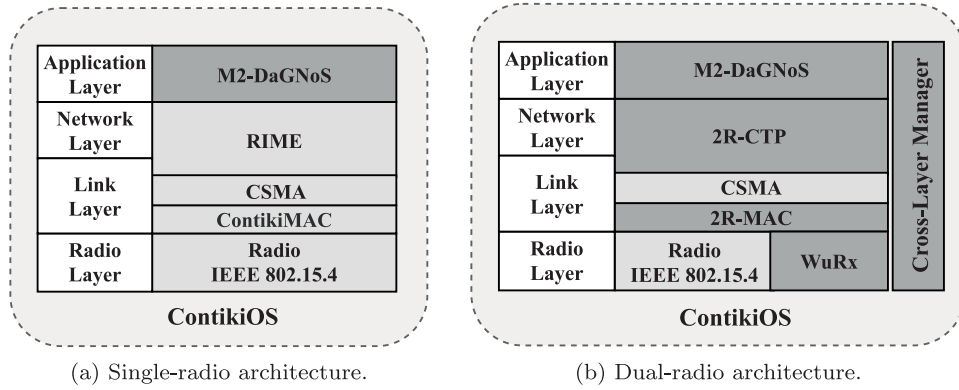 Application
Layer
M2-DaGNoS
Network
Layer
RIME
Link
Layer
CSMA
ContikiMAC
Radio
Layer
Radio
IEEE 802.15.4
ContikiOS
(a) Single-radio architecture.
Application
Layer
M2-DaGNoS
Network
Layer
2R-CTP
Link
Layer
CSMA
2R-MAC
Radio
Layer
Radio
IEEE 802.15.4
WuRx
Cross-Layer Manager
ContikiOS
(b) Dual-radio architecture.